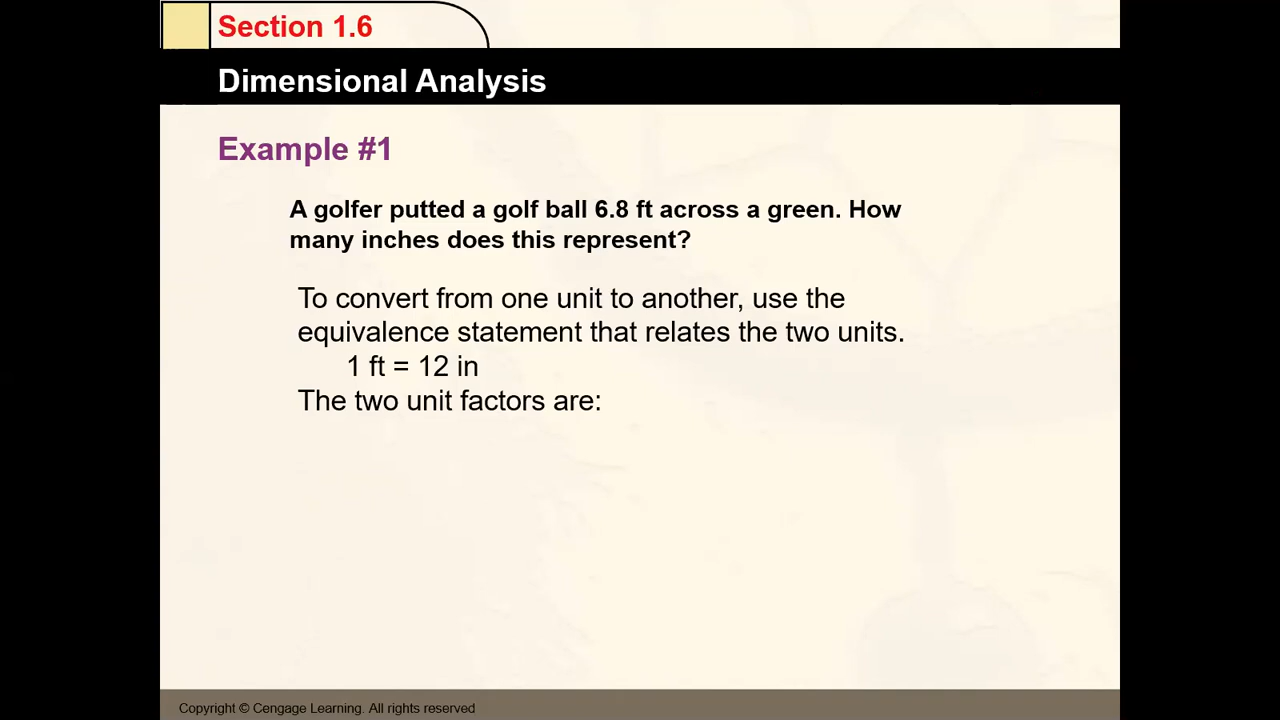 Section 1.6
Dimensional Analysis
Example #1
A golfer putted a golf ball 6.8 ft across a green. How
many inches does this represent?
To convert from one unit to another, use the
equivalence statement that relates the two units.
1 ft = 12 in
The two unit factors are:
Copyright © Cengage Learning. All rights reserved